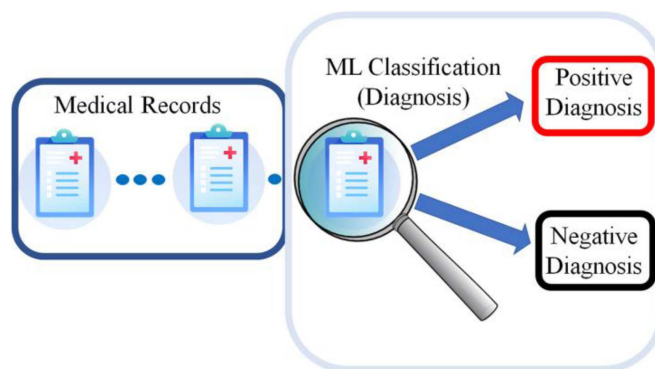 Medical Records
ML Classification
(Diagnosis)
Positive
Diagnosis
Negative
Diagnosis